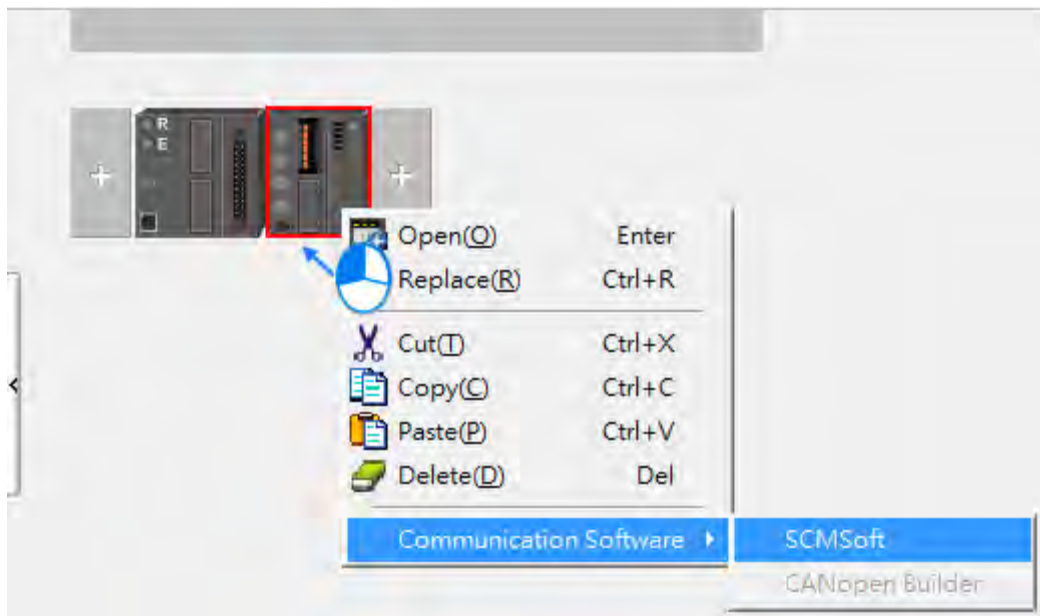 R
E
Open(O) Enter
Replace(R) Ctrl+R
Cut(T) Ctrl+X
Copy(C) Ctrl+C
Paste(P) Ctrl+V
Delete(D) Del
Communication Software SCMSoft
CANopen Builder